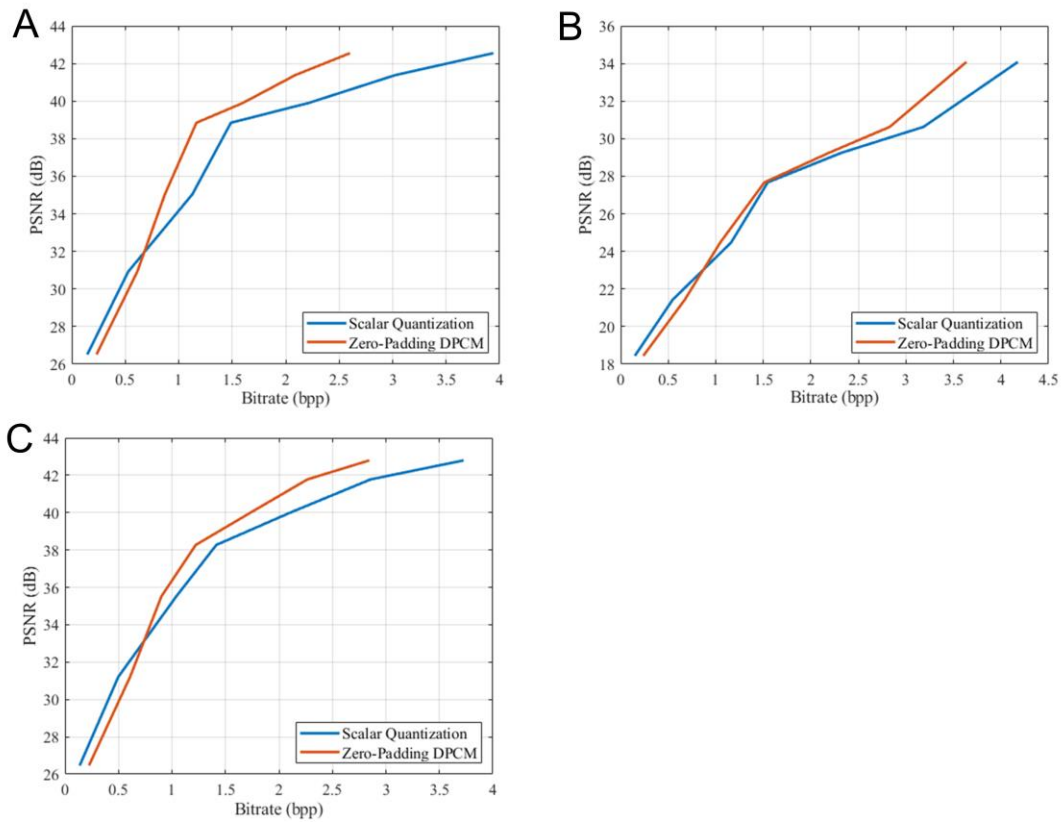 A
44
42
40
38
36
34
32
30
28
26
PSNR (dB)
0 0.5 1 1.5 2 2.5 3 3.5 4
Bitrate (bpp)
Scalar Quantization
Zero-Padding DPCM
B
36
34
32
30
28
26
24
22
20
18
PSNR (dB)
0 0.5 1 1.5 2 2.5 3 3.5 4 4.5
Bitrate (bpp)
Scalar Quantization
Zero-Padding DPCM
C
44
42
40
38
36
34
32
30
28
26
PSNR (dB)
0 0.5 1 1.5 2 2.5 3 3.5 4
Bitrate (bpp)
Scalar Quantization
Zero-Padding DPCM